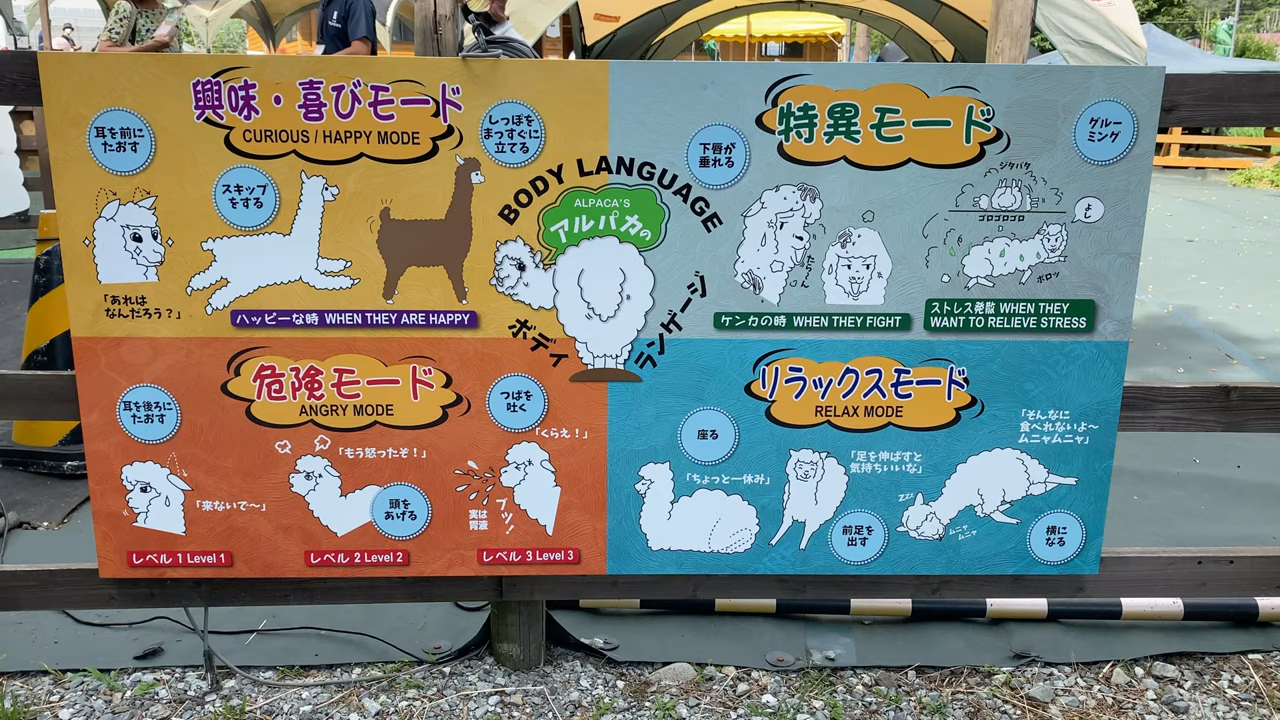 興味・喜びモード
CURIOUS / HAPPY MODE
耳を前に
たおす
スキップ
をする
しっぽを
まっすぐに
立てる
「あれは
なんだろう？」
ハッピーな時 WHEN THEY ARE HAPPY
BODY LANGUAGE
ALPACA'S
アルパカの
ボディ
ランゲージ
特異モード
下唇が
垂れる
グルー
ミング
たら〜ん
ジタバタ
ゴロゴロゴロ
よし
ボロッ
ケンカの時 WHEN THEY FIGHT
ストレス発散 WHEN THEY
WANT TO RELIEVE STRESS
危険モード
ANGRY MODE
耳を後ろに
たおす
「来ないで〜」
レベル 1 Level 1
「もう怒ったぞ！」
頭を
あげる
レベル 2 Level 2
つばを
吐く
「くらえ！」
ブッ！
実は
胃液
レベル 3 Level 3
リラックスモード
RELAX MODE
座る
「ちょっと一休み」
「足を伸ばすと
気持ちいいな」
前足を
出す
「そんなに
食べれないよ〜
ムニャムニャ」
zzz
ムニャ
ムニャ
横に
なる